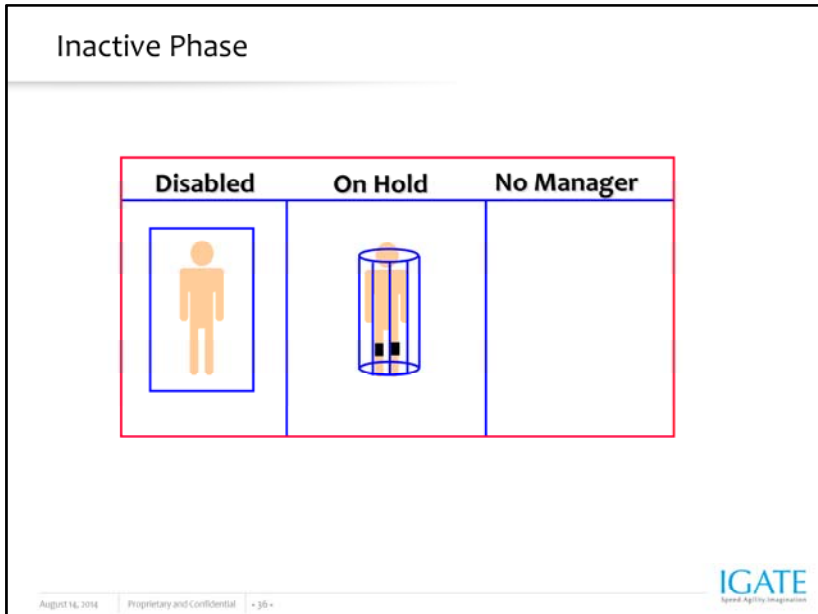 Inactive Phase
Disabled On Hold No Manager
August 14, 2014 Proprietary and Confidential • 36 •
IGATE
Speed.Agility.Imagination